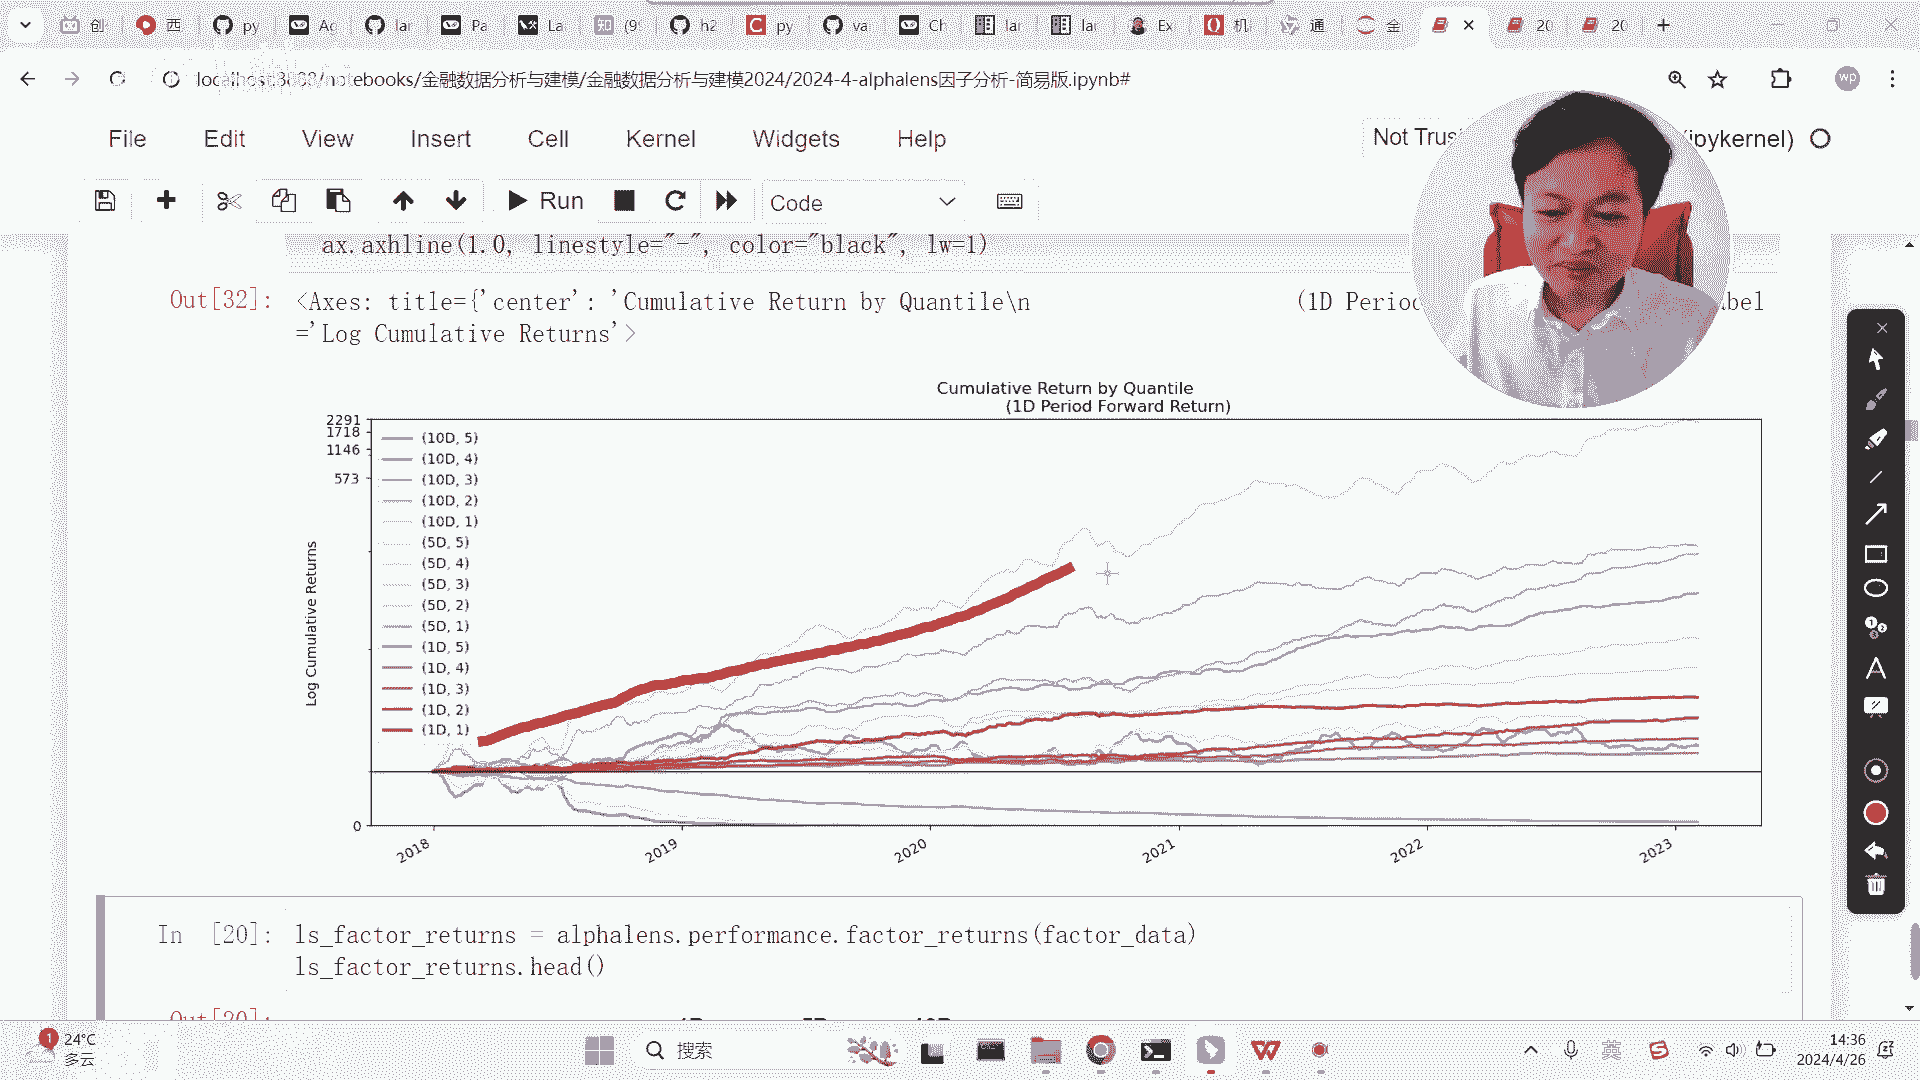 创 西 py Ac lar Pa La (9 h2 py va Ch lar lar Ex 机 通 金 20 20
localhost:8888/notebooks/金融数据分析与建模/金融数据分析与建模2024/2024-4-alphalens因子分析-简易版.ipynb#
wp
File Edit View Insert Cell Kernel Widgets Help
Not Trus
(ipykernel)
Run Code
ax.axhline(1.0, linestyle="-", color="black", lw=1)
Out[32]: <Axes: title={'center': 'Cumulative Return by Quantile\n (1D Period
='Log Cumulative Returns'>
Cumulative Return by Quantile
(1D Period Forward Return)
2291
1718
1146
573
0
Log Cumulative Returns
(10D, 5)
(10D, 4)
(10D, 3)
(10D, 2)
(10D, 1)
(5D, 5)
(5D, 4)
(5D, 3)
(5D, 2)
(5D, 1)
(1D, 5)
(1D, 4)
(1D, 3)
(1D, 2)
(1D, 1)
2018 2019 2020 2021 2022 2023
In [20]: ls_factor_returns = alphalens.performance.factor_returns(factor_data)
ls_factor_returns.head()
Out[20]:
1
24°C
多云
搜索
英
14:36
2024/4/26